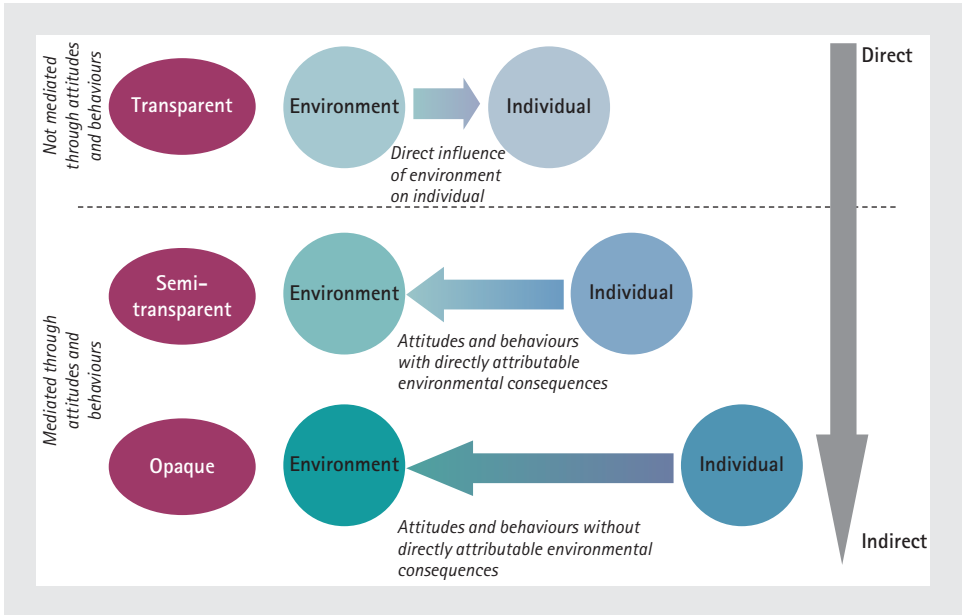 Not mediated
through attitudes
and behaviours
Transparent
Environment
Individual
Direct
Direct influence
of environment
on individual
Mediated through
attitudes and
behaviours
Semi-
transparent
Environment
Individual
Attitudes and behaviours
with directly attributable
environmental consequences
Opaque
Environment
Individual
Attitudes and behaviours without
directly attributable environmental
consequences
Indirect